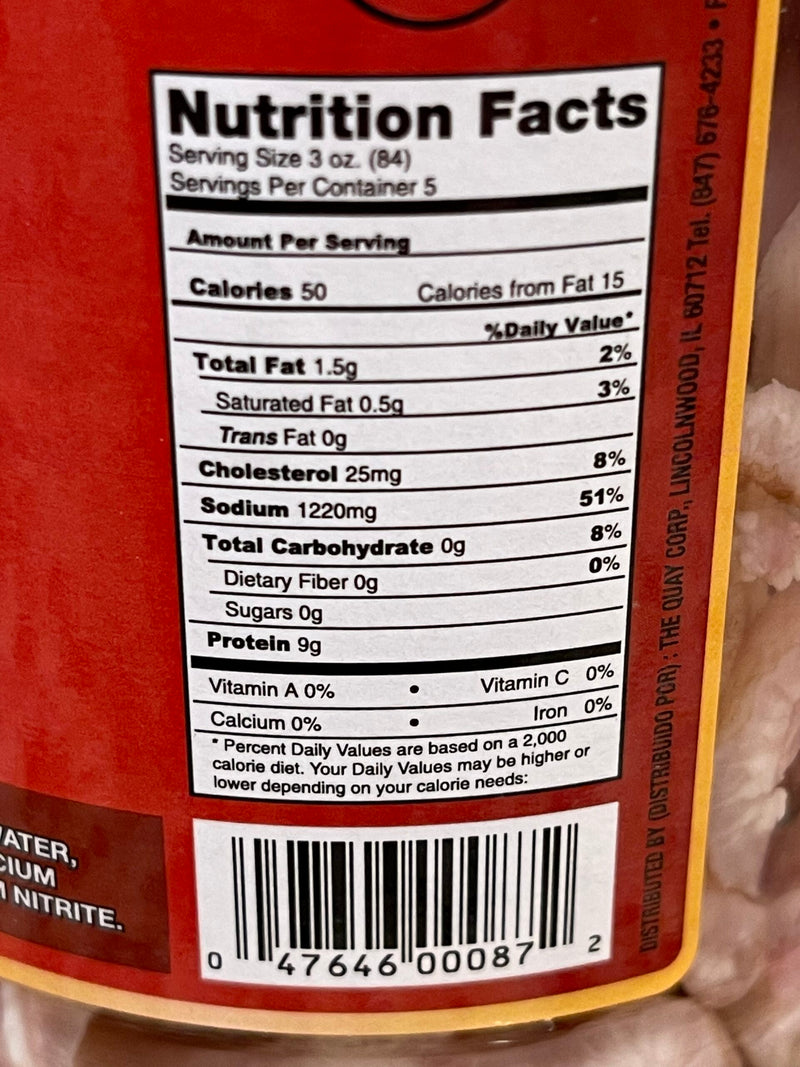 Nutrition Facts
Serving Size 3 oz. (84)
Servings Per Container 5
Amount Per Serving
Calories 50 Calories from Fat 15
%Daily Value*
Total Fat 1.5g 2%
Saturated Fat 0.5g 3%
Trans Fat 0g
Cholesterol 25mg 8%
Sodium 1220mg 51%
Total Carbohydrate 0g 8%
Dietary Fiber 0g 0%
Sugars 0g
Protein 9g
Vitamin A 0% • Vitamin C 0%
Calcium 0% • Iron 0%
* Percent Daily Values are based on a 2,000
calorie diet. Your Daily Values may be higher or
lower depending on your calorie needs:
NITRITE.
0 47646 00087 2
DISTRIBUTED BY (DISTRIBUIDO POR) : THE QUAY CORP., LINCOLNWOOD, IL 60712 Tel. (847) 676-4233 •